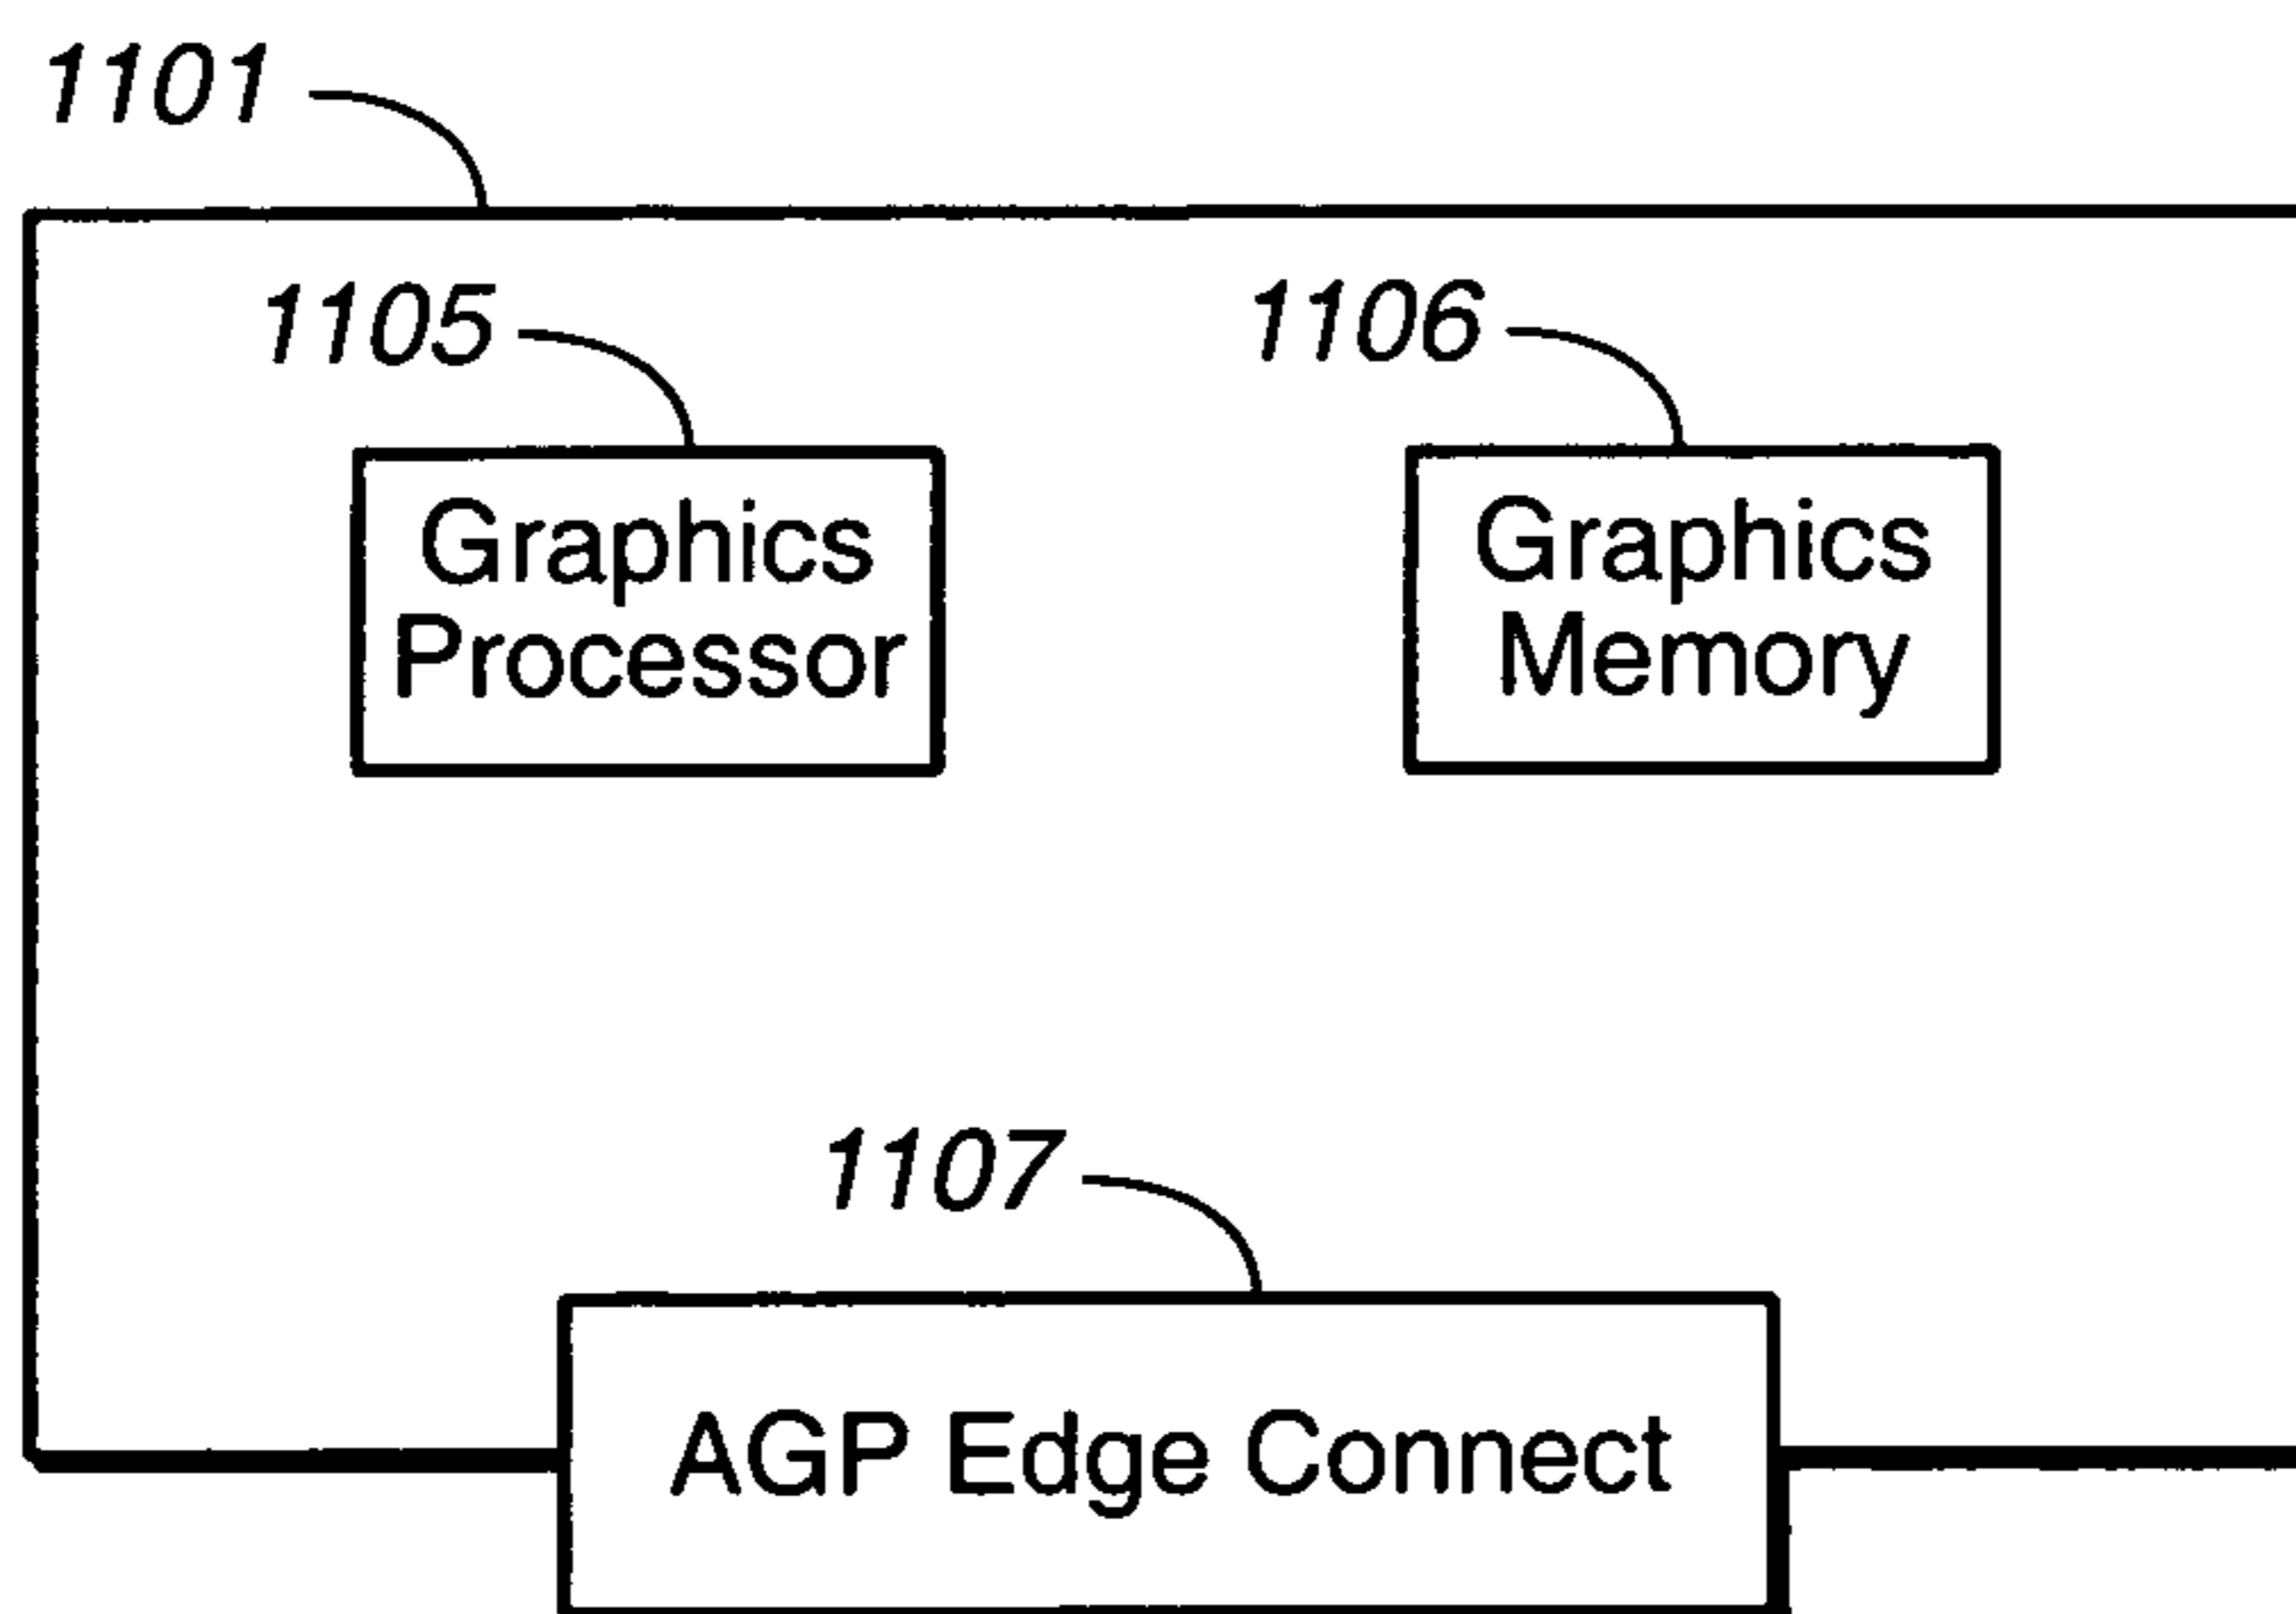 1101
1105
1106
Graphics
Processor
Graphics
Memory
1107
AGP Edge Connect